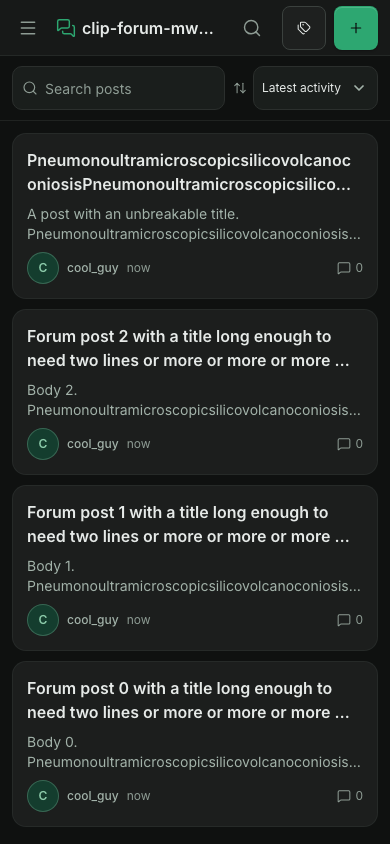 clip-forum-mw...
Search posts
Latest activity
Pneumonoultramicroscopicsilicovolcanoc
oniosisPneumonoultramicroscopicsilico...
A post with an unbreakable title.
Pneumonoultramicroscopicsilicovolcanoconiosis...
C cool_guy now 0
Forum post 2 with a title long enough to
need two lines or more or more or more ...
Body 2.
Pneumonoultramicroscopicsilicovolcanoconiosis...
C cool_guy now 0
Forum post 1 with a title long enough to
need two lines or more or more or more ...
Body 1.
Pneumonoultramicroscopicsilicovolcanoconiosis...
C cool_guy now 0
Forum post 0 with a title long enough to
need two lines or more or more or more ...
Body 0.
Pneumonoultramicroscopicsilicovolcanoconiosis...
C cool_guy now 0